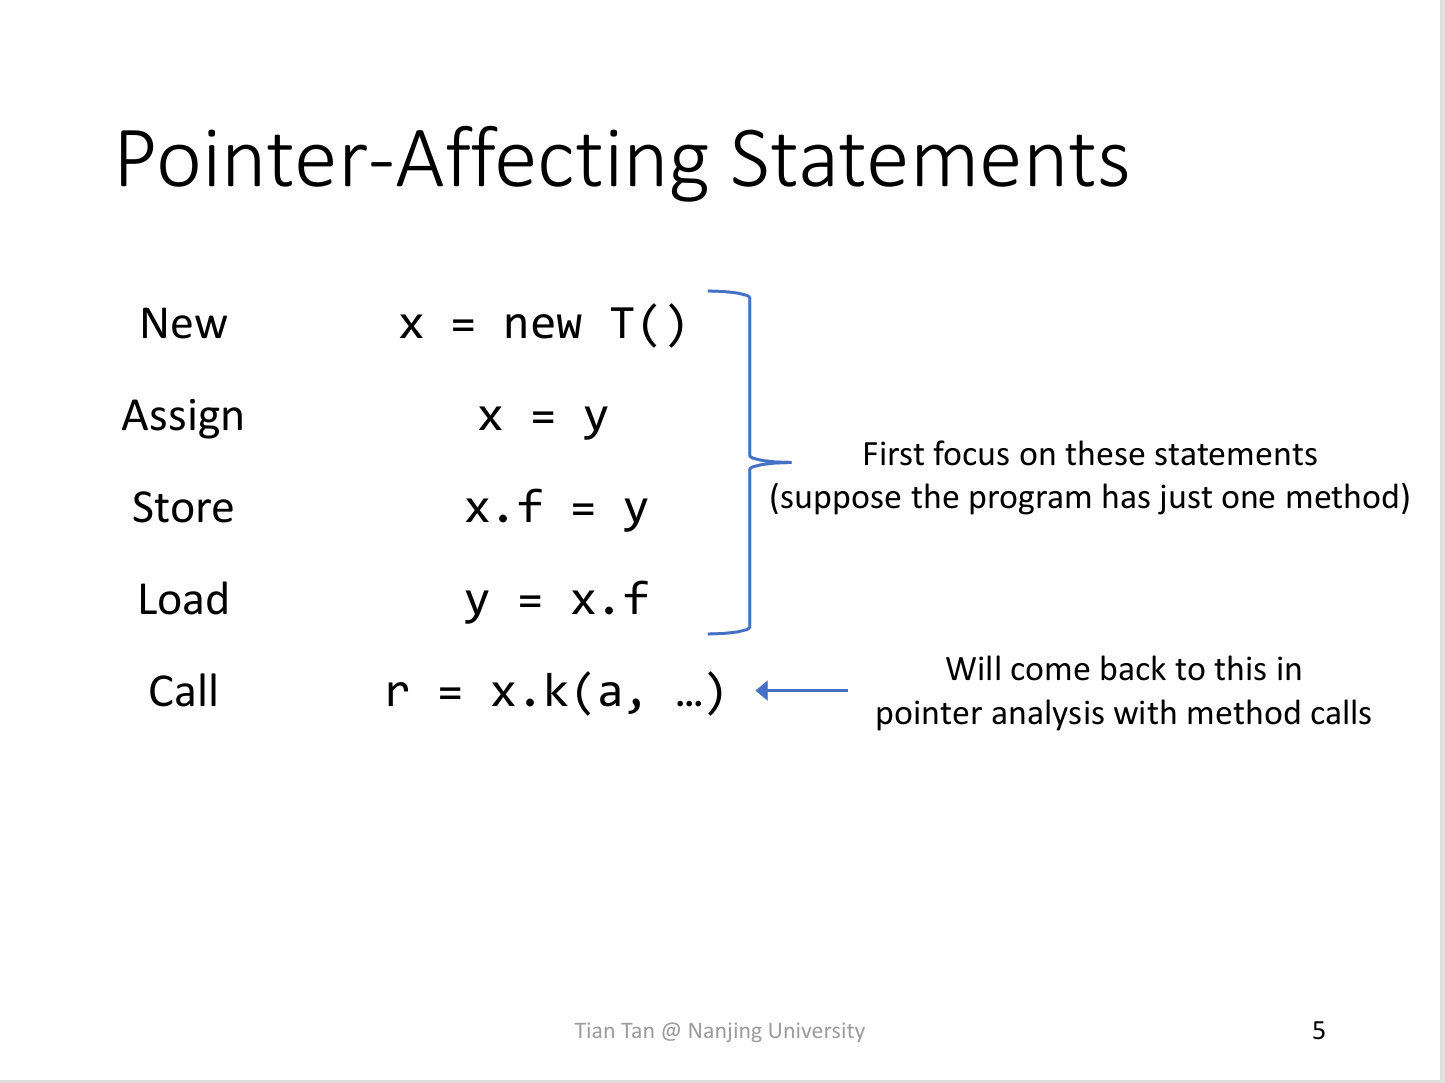 Pointer-Affecting Statements
New x = new T()
Assign x = y
Store x.f = y
Load y = x.f
Call r = x.k(a, …)
First focus on these statements
(suppose the program has just one method)
Will come back to this in
pointer analysis with method calls
Tian Tan @ Nanjing University
5